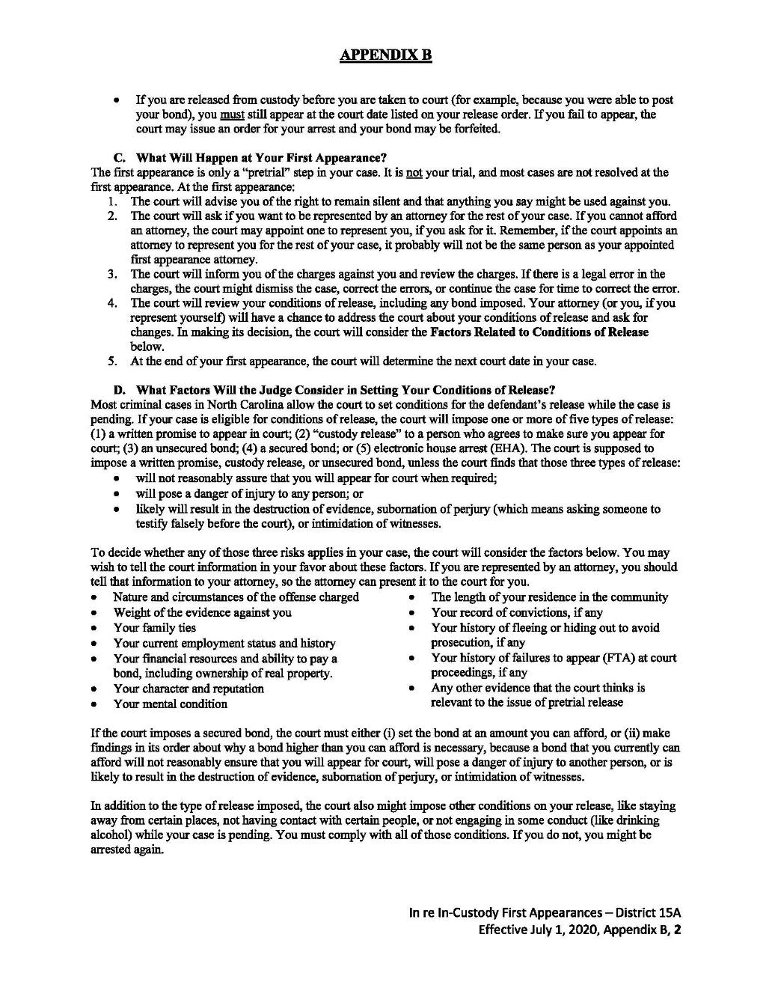 APPENDIX B
• If you are released from custody before you are taken to court (for example, because you were able to post
your bond), you must still appear at the court date listed on your release order. If you fail to appear, the
court may issue an order for your arrest and your bond may be forfeited.
C. What Will Happen at Your First Appearance?
The first appearance is only a “pretrial” step in your case. It is not your trial, and most cases are not resolved at the
first appearance. At the first appearance:
1. The court will advise you of the right to remain silent and that anything you say might be used against you.
2. The court will ask if you want to be represented by an attorney for the rest of your case. If you cannot afford
an attorney, the court may appoint one to represent you, if you ask for it. Remember, if the court appoints an
attorney to represent you for the rest of your case, it probably will not be the same person as your appointed
first appearance attorney.
3. The court will inform you of the charges against you and review the charges. If there is a legal error in the
charges, the court might dismiss the case, correct the errors, or continue the case for time to correct the error.
4. The court will review your conditions of release, including any bond imposed. Your attorney (or you, if you
represent yourself) will have a chance to address the court about your conditions of release and ask for
changes. In making its decision, the court will consider the Factors Related to Conditions of Release
below.
5. At the end of your first appearance, the court will determine the next court date in your case.
D. What Factors Will the Judge Consider in Setting Your Conditions of Release?
Most criminal cases in North Carolina allow the court to set conditions for the defendant’s release while the case is
pending. If your case is eligible for conditions of release, the court will impose one or more of five types of release:
(1) a written promise to appear in court; (2) “custody release” to a person who agrees to make sure you appear for
court; (3) an unsecured bond; (4) a secured bond; or (5) electronic house arrest (EHA). The court is supposed to
impose a written promise, custody release, or unsecured bond, unless the court finds that those three types of release:
• will not reasonably assure that you will appear for court when required;
• will pose a danger of injury to any person; or
• likely will result in the destruction of evidence, subornation of perjury (which means asking someone to
testify falsely before the court), or intimidation of witnesses.
To decide whether any of those three risks applies in your case, the court will consider the factors below. You may
wish to tell the court information in your favor about these factors. If you are represented by an attorney, you should
tell that information to your attorney, so the attorney can present it to the court for you.
• Nature and circumstances of the offense charged
• Weight of the evidence against you
• Your family ties
• Your current employment status and history
• Your financial resources and ability to pay a
bond, including ownership of real property.
• Your character and reputation
• Your mental condition
• The length of your residence in the community
• Your record of convictions, if any
• Your history of fleeing or hiding out to avoid
prosecution, if any
• Your history of failures to appear (FTA) at court
proceedings, if any
• Any other evidence that the court thinks is
relevant to the issue of pretrial release
If the court imposes a secured bond, the court must either (i) set the bond at an amount you can afford, or (ii) make
findings in its order about why a bond higher than you can afford is necessary, because a bond that you currently can
afford will not reasonably ensure that you will appear for court, will pose a danger of injury to another person, or is
likely to result in the destruction of evidence, subornation of perjury, or intimidation of witnesses.
In addition to the type of release imposed, the court also might impose other conditions on your release, like staying
away from certain places, not having contact with certain people, or not engaging in some conduct (like drinking
alcohol) while your case is pending. You must comply with all of those conditions. If you do not, you might be
arrested again.
In re In-Custody First Appearances – District 15A
Effective July 1, 2020, Appendix B, 2